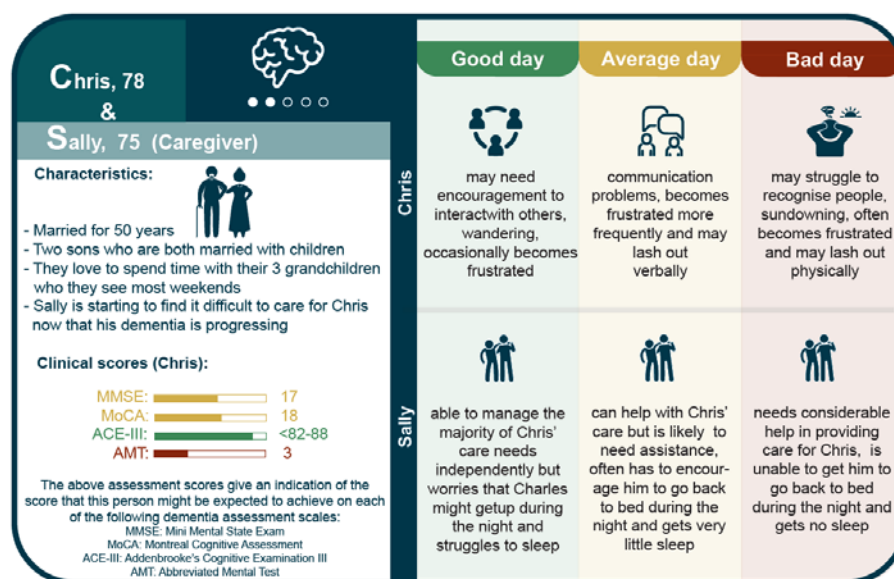 Chris, 78
&
Sally, 75 (Caregiver)
Characteristics:
- Married for 50 years
- Two sons who are both married with children
- They love to spend time with their 3 grandchildren
who they see most weekends
- Sally is starting to find it difficult to care for Chris
now that his dementia is progressing
Clinical scores (Chris):
MMSE: 17
MoCA: 18
ACE-III: <82-88
AMT: 3
The above assessment scores give an indication of the
score that this person might be expected to achieve on each
of the following dementia assessment scales:
MMSE: Mini Mental State Exam
MoCA: Montreal Cognitive Assessment
ACE-III: Addenbrooke's Cognitive Examination III
AMT: Abbreviated Mental Test
Good day
Average day
Bad day
Chris
may need
encouragement to
interactwith others,
wandering,
occasionally becomes
frustrated
communication
problems, becomes
frustrated more
frequently and may
lash out
verbally
may struggle to
recognise people,
sundowning, often
becomes frustrated
and may lash out
physically
Sally
able to manage the
majority of Chris'
care needs
independently but
worries that Charles
might getup during
the night and
struggles to sleep
can help with Chris'
care but is likely to
need assistance,
often has to encour-
age him to go back
to bed during the
night and gets very
little sleep
needs considerable
help in providing
care for Chris, is
unable to get him to
go back to bed
during the night and
gets no sleep